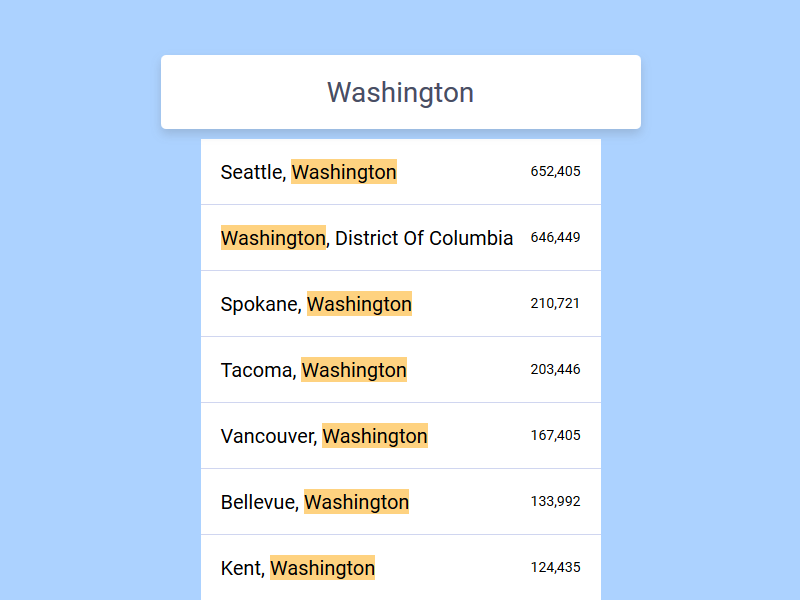 Washington
Seattle, Washington 652,405
Washington, District Of Columbia 646,449
Spokane, Washington 210,721
Tacoma, Washington 203,446
Vancouver, Washington 167,405
Bellevue, Washington 133,992
Kent, Washington 124,435